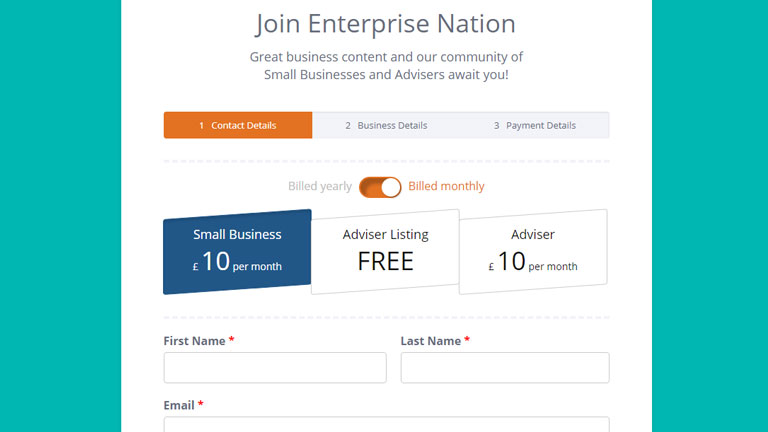 Join Enterprise Nation
Great business content and our community of
Small Businesses and Advisers await you!
1 Contact Details
2 Business Details
3 Payment Details
Billed yearly
Billed monthly
Small Business
£ 10 per month
Adviser Listing
FREE
Adviser
£ 10 per month
First Name *
Last Name *
Email *